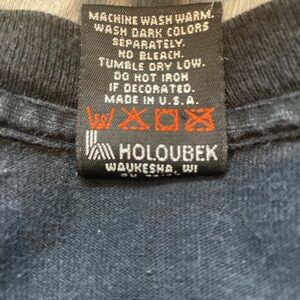 MACHINE WASH WARM.
WASH DARK COLORS
SEPARATELY.
NO BLEACH.
TUMBLE DRY LOW.
DO NOT IRON
IF DECORATED.
MADE IN U.S.A.
HOLOUBEK
WAUKESHA, WI